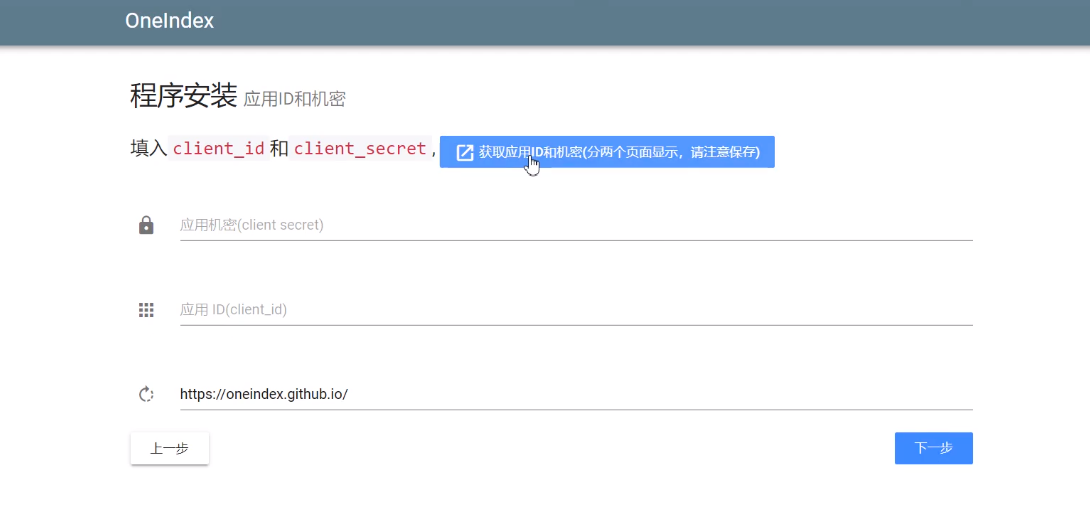 OneIndex
程序安装 应用ID和机密
填入 client_id 和 client_secret , 获取应用ID和机密(分两个页面显示，请注意保存)
应用机密(client secret)
应用 ID(client_id)
https://oneindex.github.io/
上一步 下一步